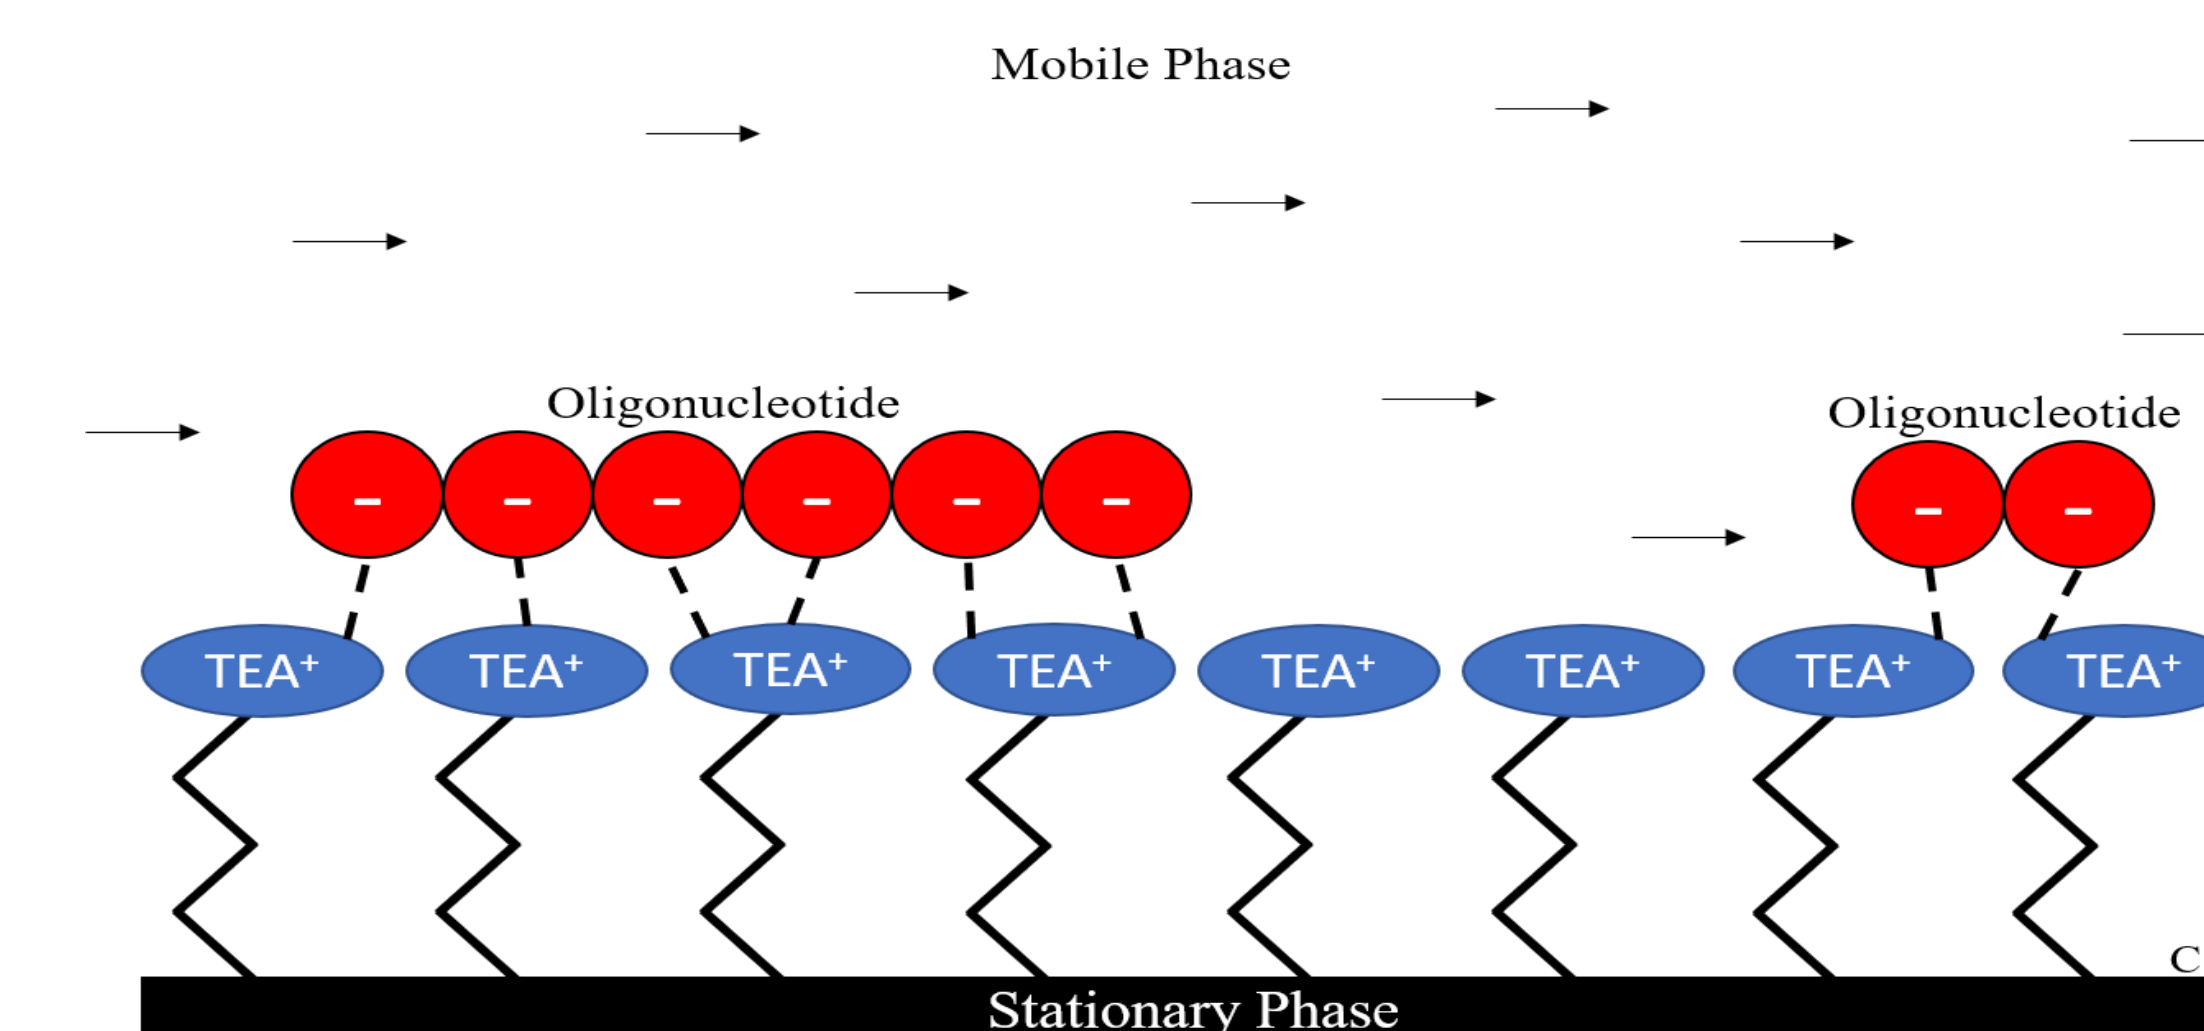 Mobile Phase
Oligonucleotide
Oligonucleotide
- - - - - -
- -
TEA⁺ TEA⁺ TEA⁺ TEA⁺ TEA⁺ TEA⁺ TEA⁺ TEA⁺
C
Stationary Phase